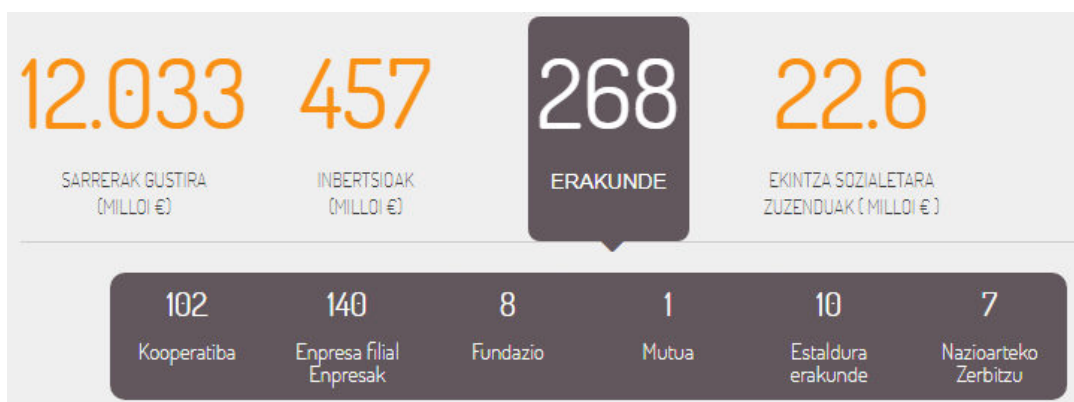 12.033 457 268 22.6
SARRERAK GUSTIRA INBERTSIOAK ERAKUNDE EKINTZA SOZIALETARA
(MILLOI €) (MILLOI €) ZUZENDUAK ( MILLOI € )
102 140 8 1 10 7
Kooperatiba Enpresa filial Fundazio Mutua Estaldura Nazioarteko
Enpresak erakunde Zerbitzu